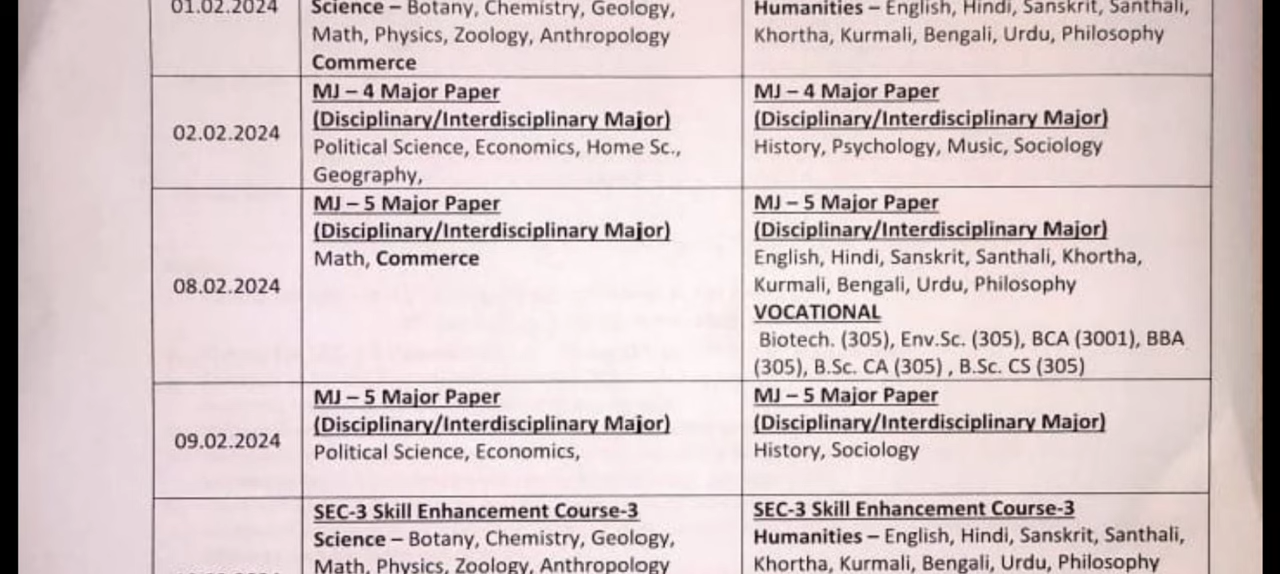 01.02.2024
Science – Botany, Chemistry, Geology,
Math, Physics, Zoology, Anthropology
Commerce
Humanities – English, Hindi, Sanskrit, Santhali,
Khortha, Kurmali, Bengali, Urdu, Philosophy
02.02.2024
MJ – 4 Major Paper
(Disciplinary/Interdisciplinary Major)
Political Science, Economics, Home Sc.,
Geography,
MJ – 4 Major Paper
(Disciplinary/Interdisciplinary Major)
History, Psychology, Music, Sociology
08.02.2024
MJ – 5 Major Paper
(Disciplinary/Interdisciplinary Major)
Math, Commerce
MJ – 5 Major Paper
(Disciplinary/Interdisciplinary Major)
English, Hindi, Sanskrit, Santhali, Khortha,
Kurmali, Bengali, Urdu, Philosophy
VOCATIONAL
Biotech. (305), Env.Sc. (305), BCA (3001), BBA
(305), B.Sc. CA (305) , B.Sc. CS (305)
09.02.2024
MJ – 5 Major Paper
(Disciplinary/Interdisciplinary Major)
Political Science, Economics,
MJ – 5 Major Paper
(Disciplinary/Interdisciplinary Major)
History, Sociology
SEC-3 Skill Enhancement Course-3
Science – Botany, Chemistry, Geology,
Math, Physics, Zoology, Anthropology
SEC-3 Skill Enhancement Course-3
Humanities – English, Hindi, Sanskrit, Santhali,
Khortha, Kurmali, Bengali, Urdu, Philosophy